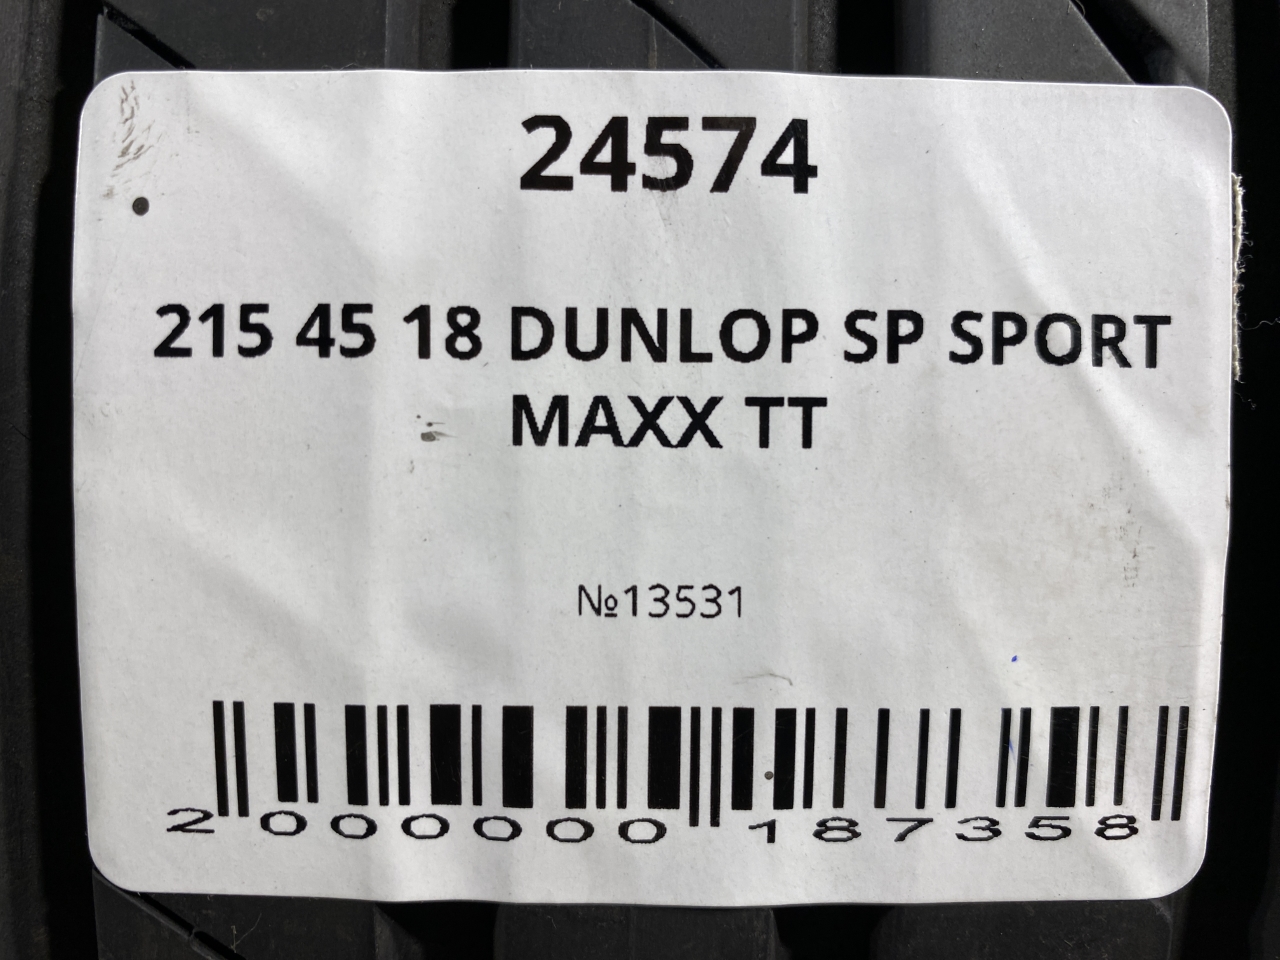 24574
215 45 18 DUNLOP SP SPORT
MAXX TT
№13531
2 000000 187358